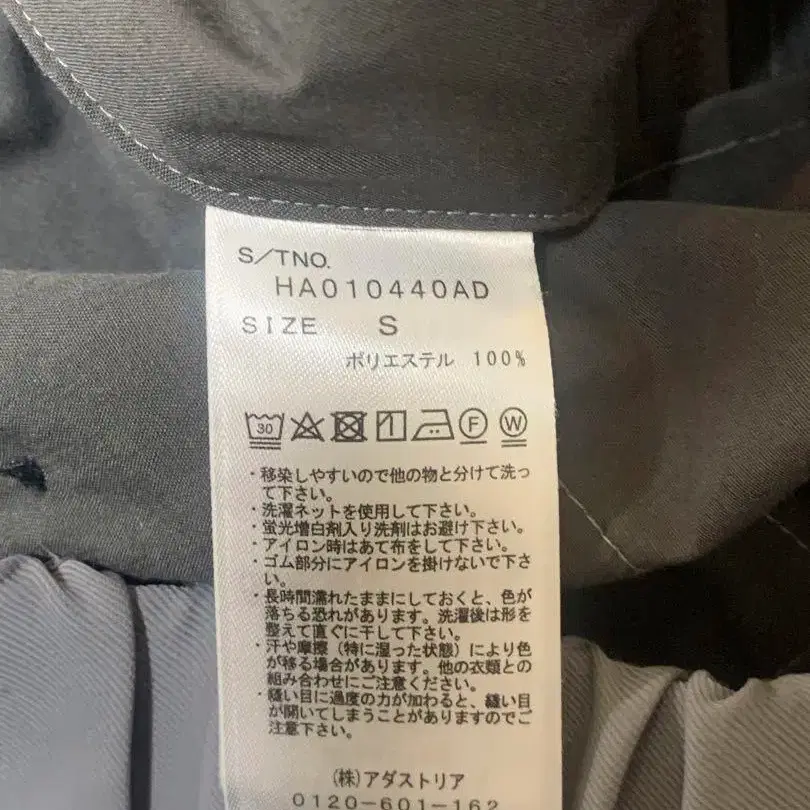 S/TNO.
HA010440AD
SIZE S
ポリエステル 100%
30 F W
・移染しやすいので他の物と分けて洗っ
て下さい。
・洗濯ネットを使用して下さい。
・蛍光増白剤入り洗剤はお避け下さい。
・アイロン時はあて布をして下さい。
・ゴム部分にアイロンを掛けないで下さ
い。
・長時間濡れたままにしておくと、色が
落ちる恐れがあります。洗濯後は形を
整えて直ぐに干して下さい。
・汗や摩擦（特に湿った状態）により色
が移る場合があります。他の衣類との
組み合わせにご注意ください。
・縫い目に過度の力が加わると、縫い目
が開いてしまうことがありますのでご
注意下さい。
(株)アダストリア
0120-601-162